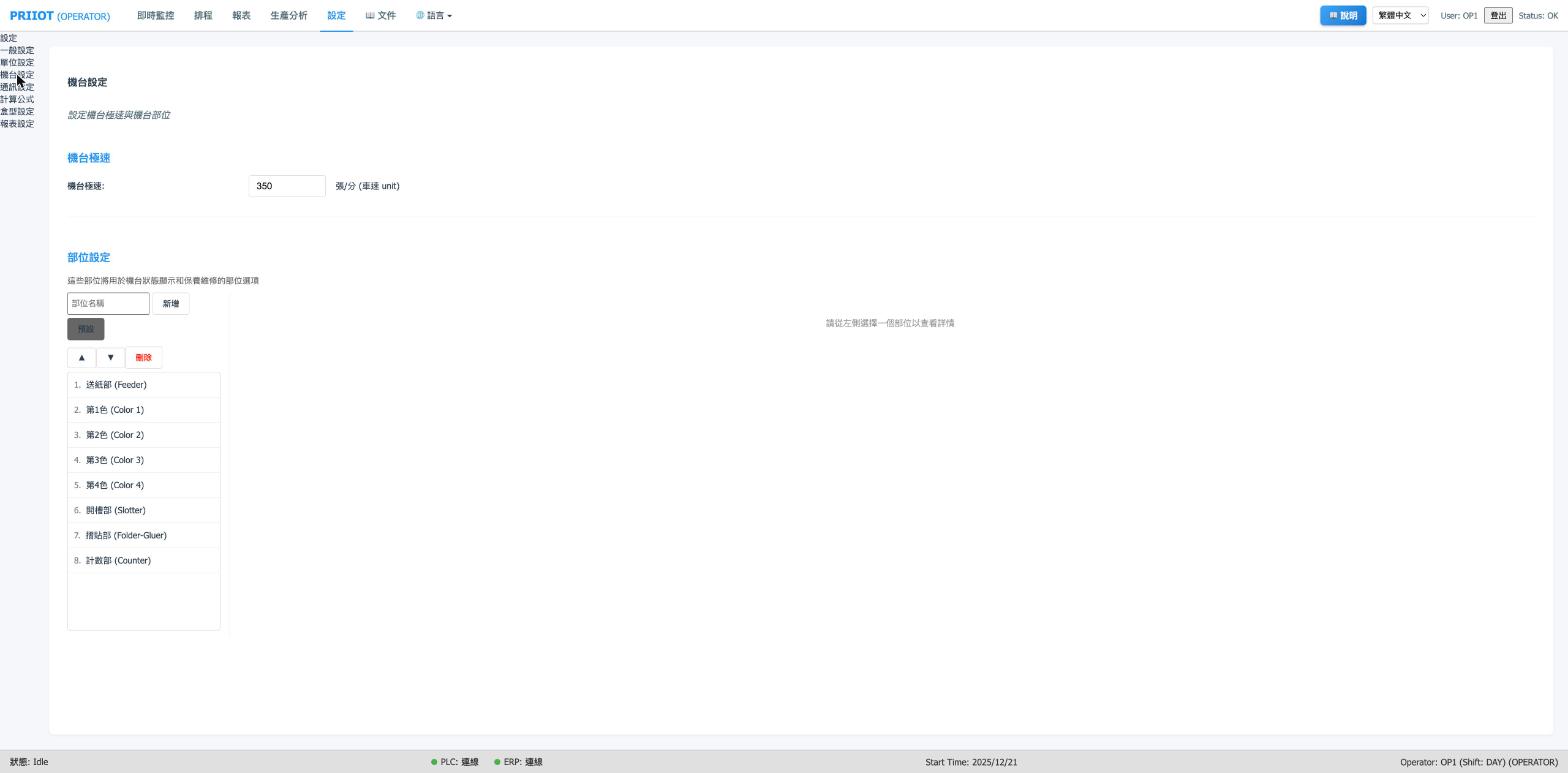 PRIIOT (OPERATOR) 即時監控 排程 報表 生產分析 設定 文件 語言 說明 繁體中文 User: OP1 登出 Status: OK
設定
一般設定
單位設定
機台設定
通訊設定
計算公式
盒型設定
報表設定
機台設定
設定機台極速與機台部位
機台極速
機台極速: 350 張/分 (車速 unit)
部位設定
這些部位將用於機台狀態顯示和保養維修的部位選項
部位名稱 新增
預設
▲ ▼ 刪除
1. 送紙部 (Feeder)
2. 第1色 (Color 1)
3. 第2色 (Color 2)
4. 第3色 (Color 3)
5. 第4色 (Color 4)
6. 開槽部 (Slotter)
7. 摺貼部 (Folder-Gluer)
8. 計數部 (Counter)
請從左側選擇一個部位以查看詳情
狀態: Idle PLC: 連線 ERP: 連線 Start Time: 2025/12/21 Operator: OP1 (Shift: DAY) (OPERATOR)